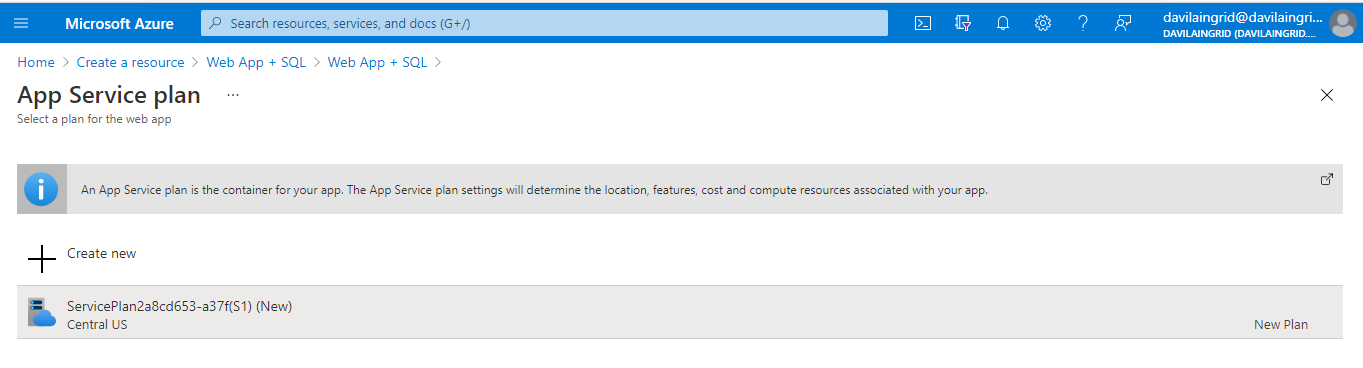 Microsoft Azure
Search resources, services, and docs (G+/)
davilaingrid@davilaingri...
DAVILAINGRID (DAVILAINGRID....
Home > Create a resource > Web App + SQL > Web App + SQL >
App Service plan ...
Select a plan for the web app
An App Service plan is the container for your app. The App Service plan settings will determine the location, features, cost and compute resources associated with your app.
Create new
ServicePlan2a8cd653-a37f(S1) (New)
Central US
New Plan